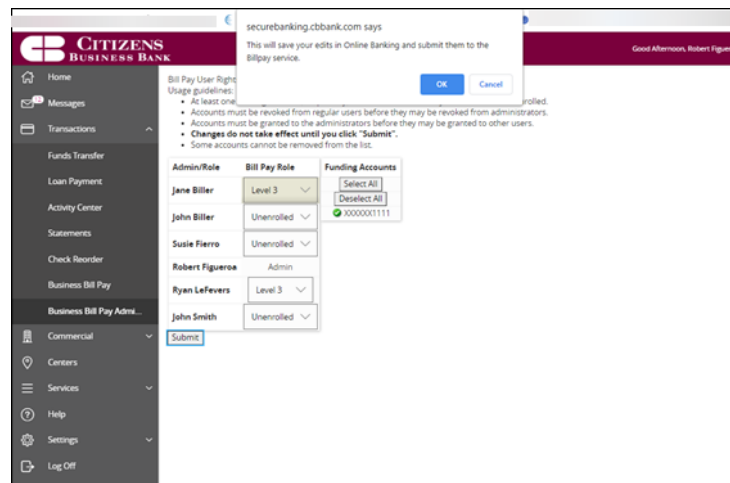 securebanking.cbbank.com says
This will save your edits in Online Banking and submit them to the
Billpay service.
OK Cancel
CITIZENS
BUSINESS BANK
Good Afternoon, Robert
Home
Messages
Transactions
Funds Transfer
Loan Payment
Activity Center
Statements
Check Reorder
Business Bill Pay
Business Bill Pay Admi...
Commercial
Centers
Services
Help
Settings
Log Off
Bill Pay User Right
Usage guidelines:
At least one
Accounts must be revoked from regular users before they may be revoked from administrators.
Accounts must be granted to the administrators before they may be granted to other users.
Changes do not take effect until you click "Submit".
Some accounts cannot be removed from the list.
Admin/Role Bill Pay Role Funding Accounts
Jane Biller Level 3 Select All
Deselect All
XXXXXX1111
John Biller Unenrolled
Susie Fierro Unenrolled
Robert Figueroa Admin
Ryan LeFevers Level 3
John Smith Unenrolled
Submit